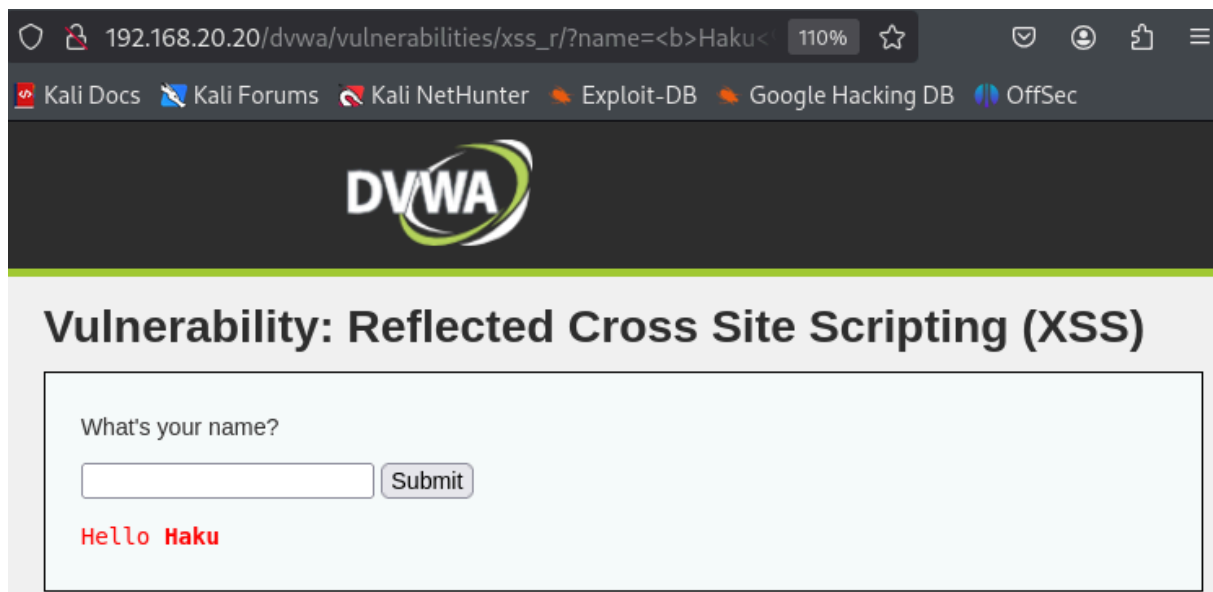 192.168.20.20/dvwa/vulnerabilities/xss_r/?name=<b>Haku< 110%
Kali Docs Kali Forums Kali NetHunter Exploit-DB Google Hacking DB OffSec
DVWA
Vulnerability: Reflected Cross Site Scripting (XSS)
What's your name?
Submit
Hello Haku